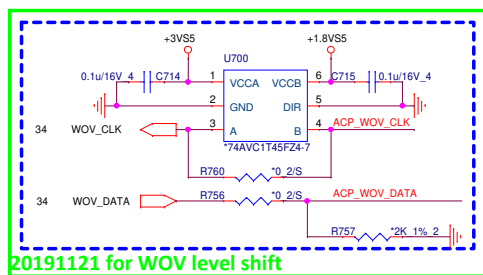 +3VS5
+1.8VS5
U700
0.1u/16V_4 C714 1 VCCA VCCB 6 C715 0.1u/16V_4
2 GND DIR 5
34 WOV_CLK 3 A B 4 ACP_WOV_CLK
*74AVC1T45FZ4-7
R760 *0_2/S
34 WOV_DATA R756 *0_2/S ACP_WOV_DATA
R757 *2K_1%_2
20191121 for WOV level shift